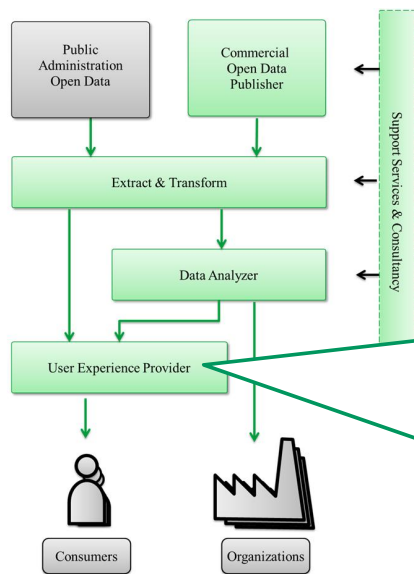 Public
Administration
Open Data
Commercial
Open Data
Publisher
Support Services & Consultancy
Extract & Transform
Data Analyzer
User Experience Provider
Consumers
Organizations